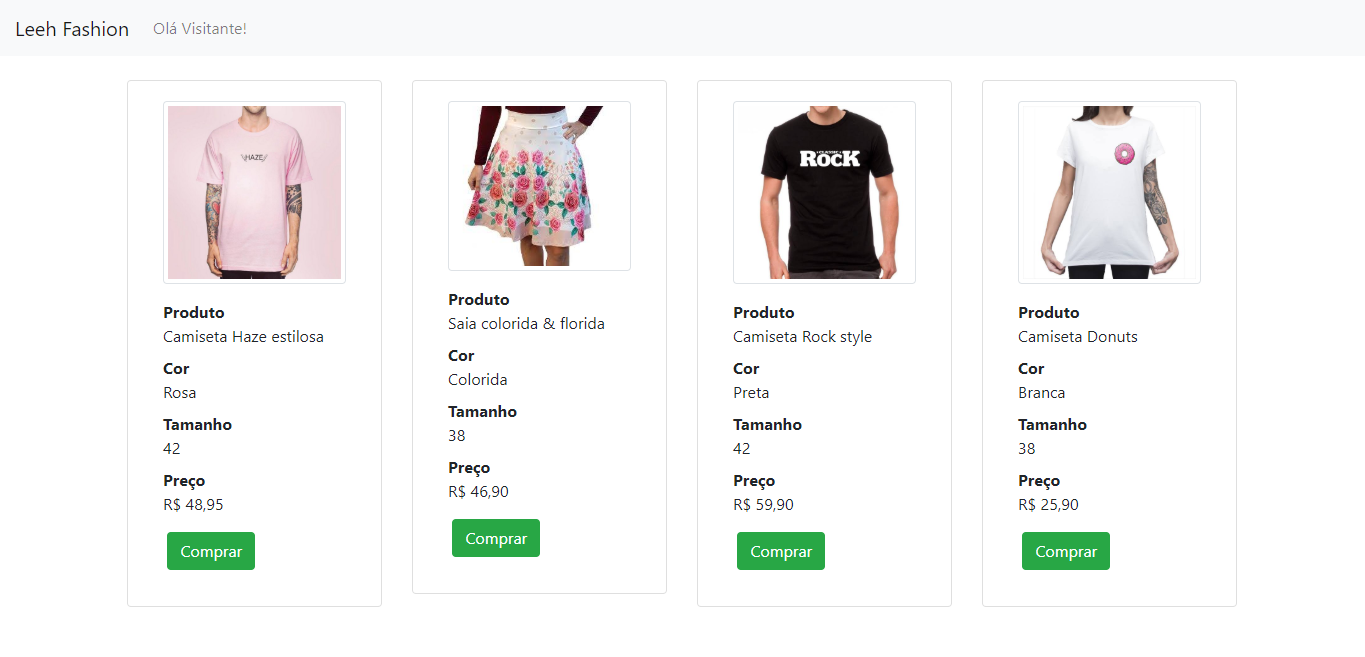 Leeh Fashion
Olá Visitante!
HAZE
Produto
Camiseta Haze estilosa
Cor
Rosa
Tamanho
42
Preço
R$ 48,95
Comprar
Produto
Saia colorida & florida
Cor
Colorida
Tamanho
38
Preço
R$ 46,90
Comprar
CLASSIC
ROCK
Produto
Camiseta Rock style
Cor
Preta
Tamanho
42
Preço
R$ 59,90
Comprar
Produto
Camiseta Donuts
Cor
Branca
Tamanho
38
Preço
R$ 25,90
Comprar